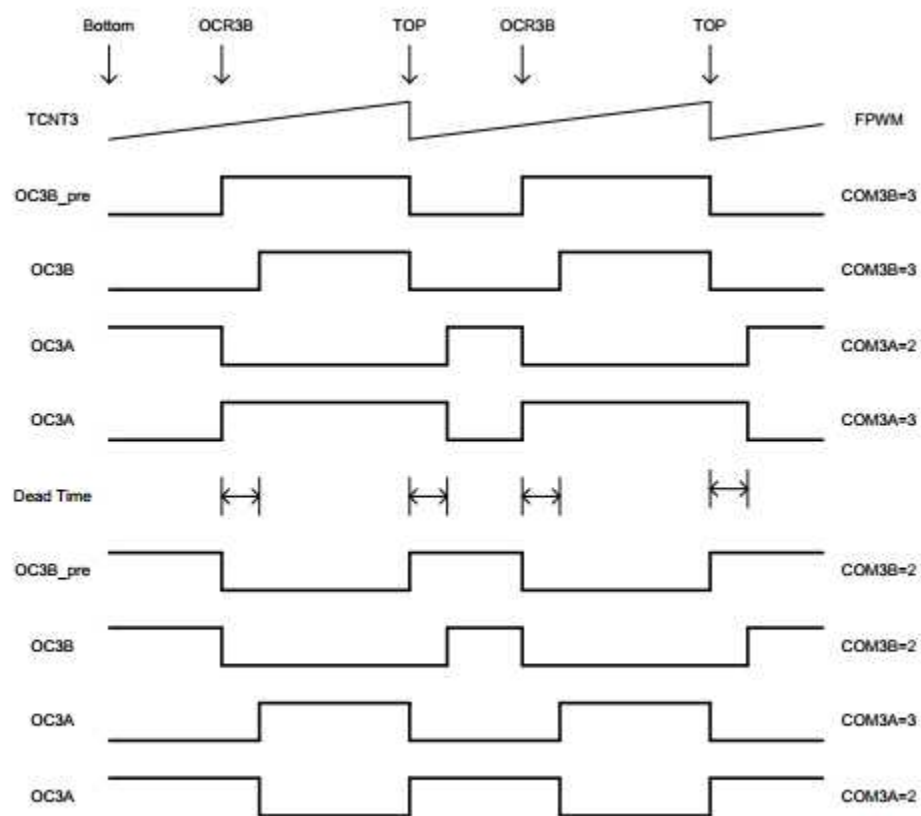 Bottom OCR3B TOP OCR3B TOP
TCNT3 FPWM
OC3B_pre COM3B=3
OC3B COM3B=3
OC3A COM3A=2
OC3A COM3A=3
Dead Time
OC3B_pre COM3B=2
OC3B COM3B=2
OC3A COM3A=3
OC3A COM3A=2